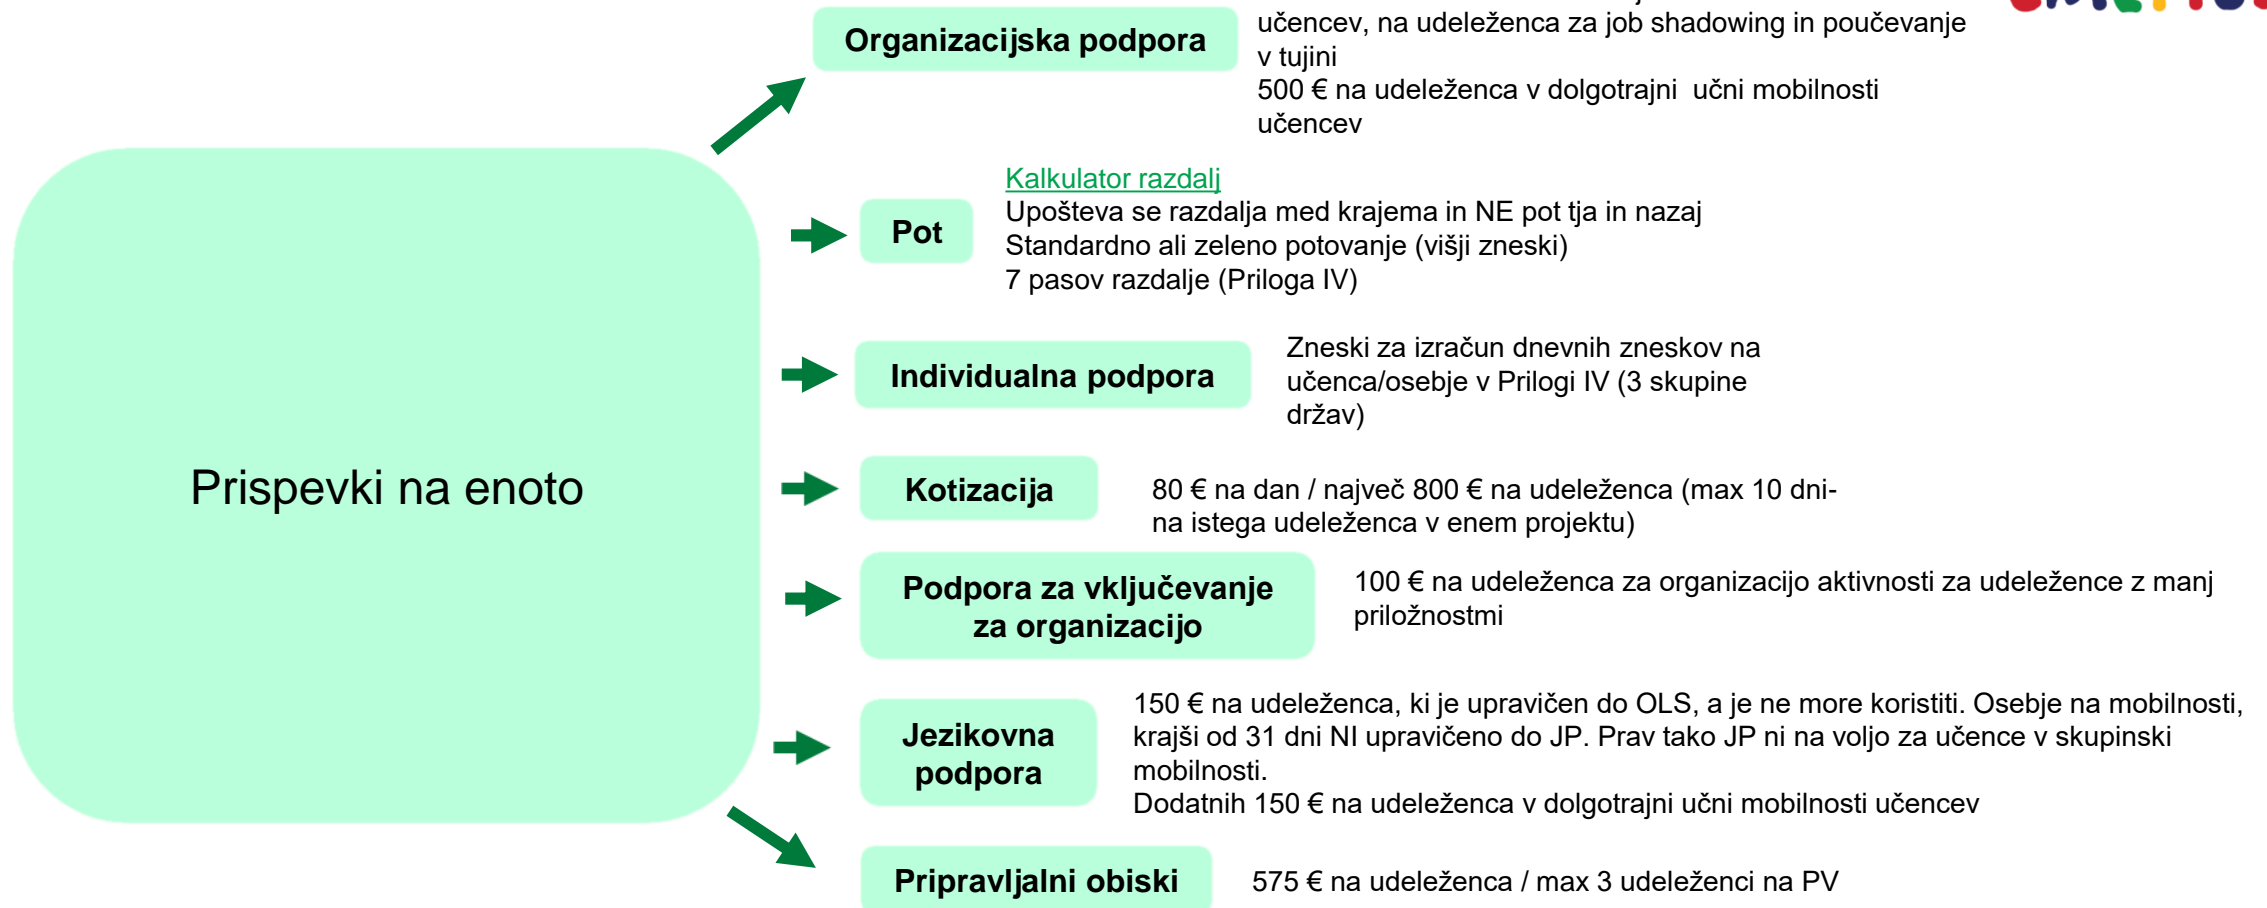 Organizacijska podpora
učencev, na udeleženca za job shadowing in poučevanje
v tujini
500 € na udeleženca v dolgotrajni  učni mobilnosti
učencev
Pot
Kalkulator razdalj
Upošteva se razdalja med krajema in NE pot tja in nazaj
Standardno ali zeleno potovanje (višji zneski)
7 pasov razdalje (Priloga IV)
Individualna podpora
Zneski za izračun dnevnih zneskov na
učenca/osebje v Prilogi IV (3 skupine
držav)
Prispevki na enoto
Kotizacija
80 € na dan / največ 800 € na udeleženca (max 10 dni-
na istega udeleženca v enem projektu)
Podpora za vključevanje
za organizacijo
100 € na udeleženca za organizacijo aktivnosti za udeležence z manj
priložnostmi
Jezikovna
podpora
150 € na udeleženca, ki je upravičen do OLS, a je ne more koristiti. Osebje na mobilnosti,
krajši od 31 dni NI upravičeno do JP. Prav tako JP ni na voljo za učence v skupinski
mobilnosti.
Dodatnih 150 € na udeleženca v dolgotrajni učni mobilnosti učencev
Pripravljalni obiski
575 € na udeleženca / max 3 udeleženci na PV